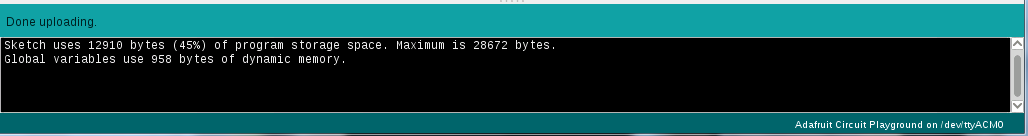 Done uploading.
Sketch uses 12910 bytes (45%) of program storage space. Maximum is 28672 bytes.
Global variables use 958 bytes of dynamic memory.
Adafruit Circuit Playground on /dev/ttyACM0